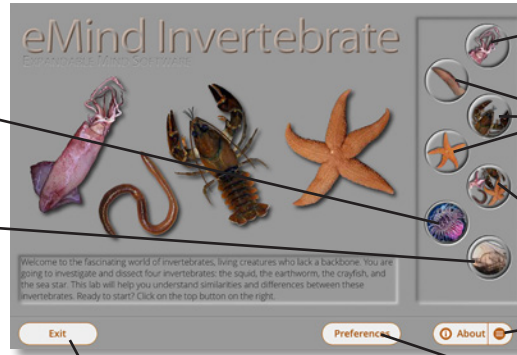 eMind Invertebrate
EXPANDABLE MIND SOFTWARE
Welcome to the fascinating world of invertebrates, living creatures who lack a backbone. You are
going to investigate and dissect four invertebrates: the squid, the earthworm, the crayfish, and
the sea star. This lab will help you understand similarities and differences between these
invertebrates. Ready to start? Click on the top button on the right.
Exit
Preferences
About